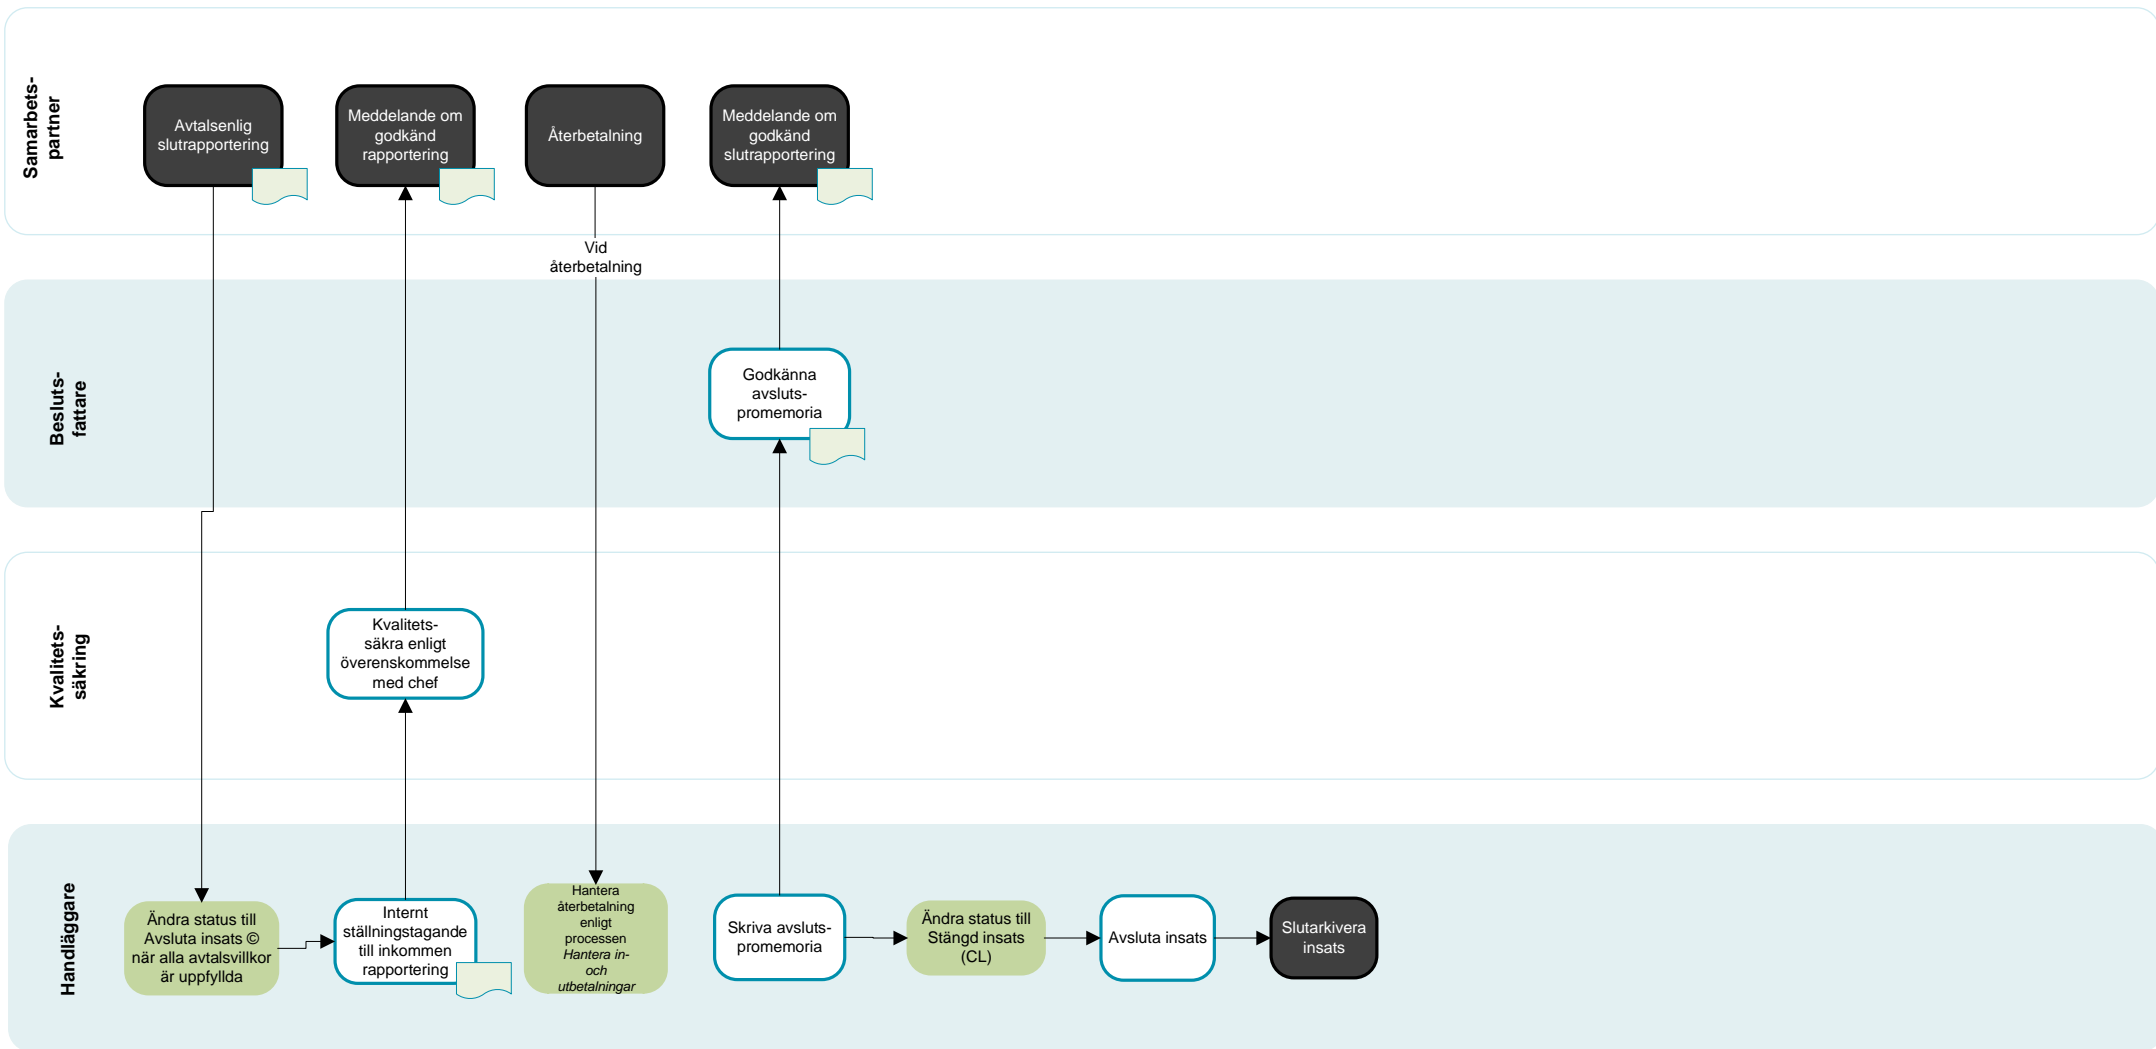 Samarbets-
partner
Avtalsenlig
slutrapportering
Meddelande om
godkänd
rapportering
Återbetalning
Meddelande om
godkänd
slutrapportering
Vid
återbetalning
Besluts-
fattare
Godkänna
avsluts-
promemoria
Kvalitets-
säkring
Kvalitets-
säkra enligt
överenskommelse
med chef
Handläggare
Ändra status till
Avsluta insats ©
när alla avtalsvillkor
är uppfyllda
Internt
ställningstagande
till inkommen
rapportering
Hantera
återbetalning
enligt
processen
Hantera in-
och
utbetalningar
Skriva avsluts-
promemoria
Ändra status till
Stängd insats
(CL)
Avsluta insats
Slutarkivera
insats